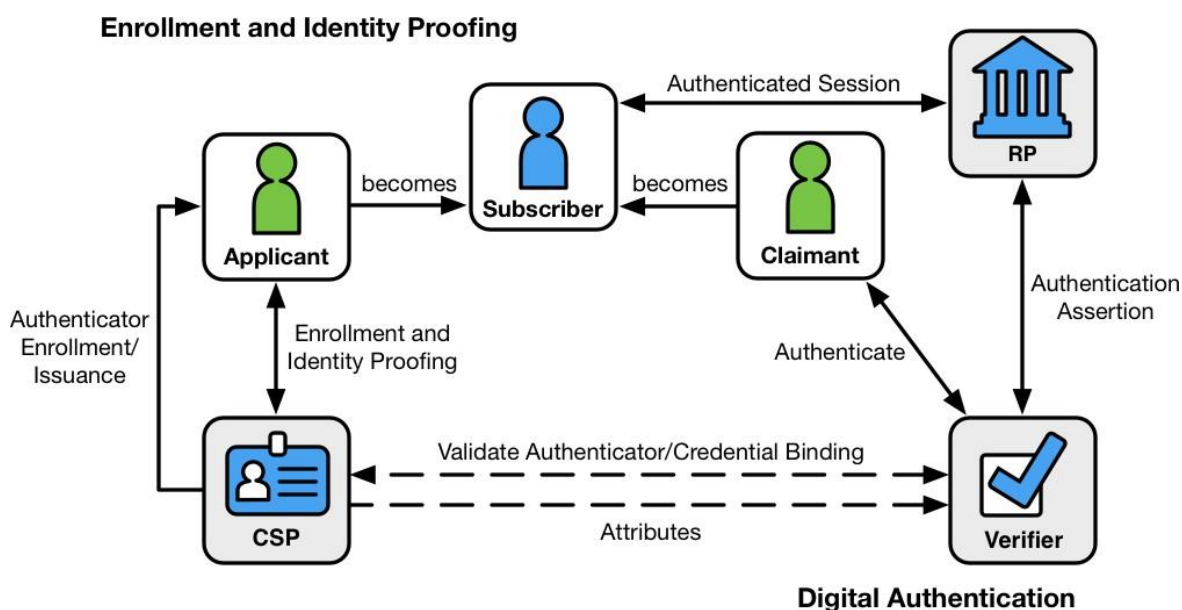 Enrollment and Identity Proofing
Authenticated Session
RP
becomes
Subscriber
becomes
Applicant
Claimant
Authenticator
Enrollment/
Issuance
Enrollment and
Identity Proofing
Authenticate
Authentication
Assertion
Validate Authenticator/Credential Binding
CSP
Attributes
Verifier
Digital Authentication